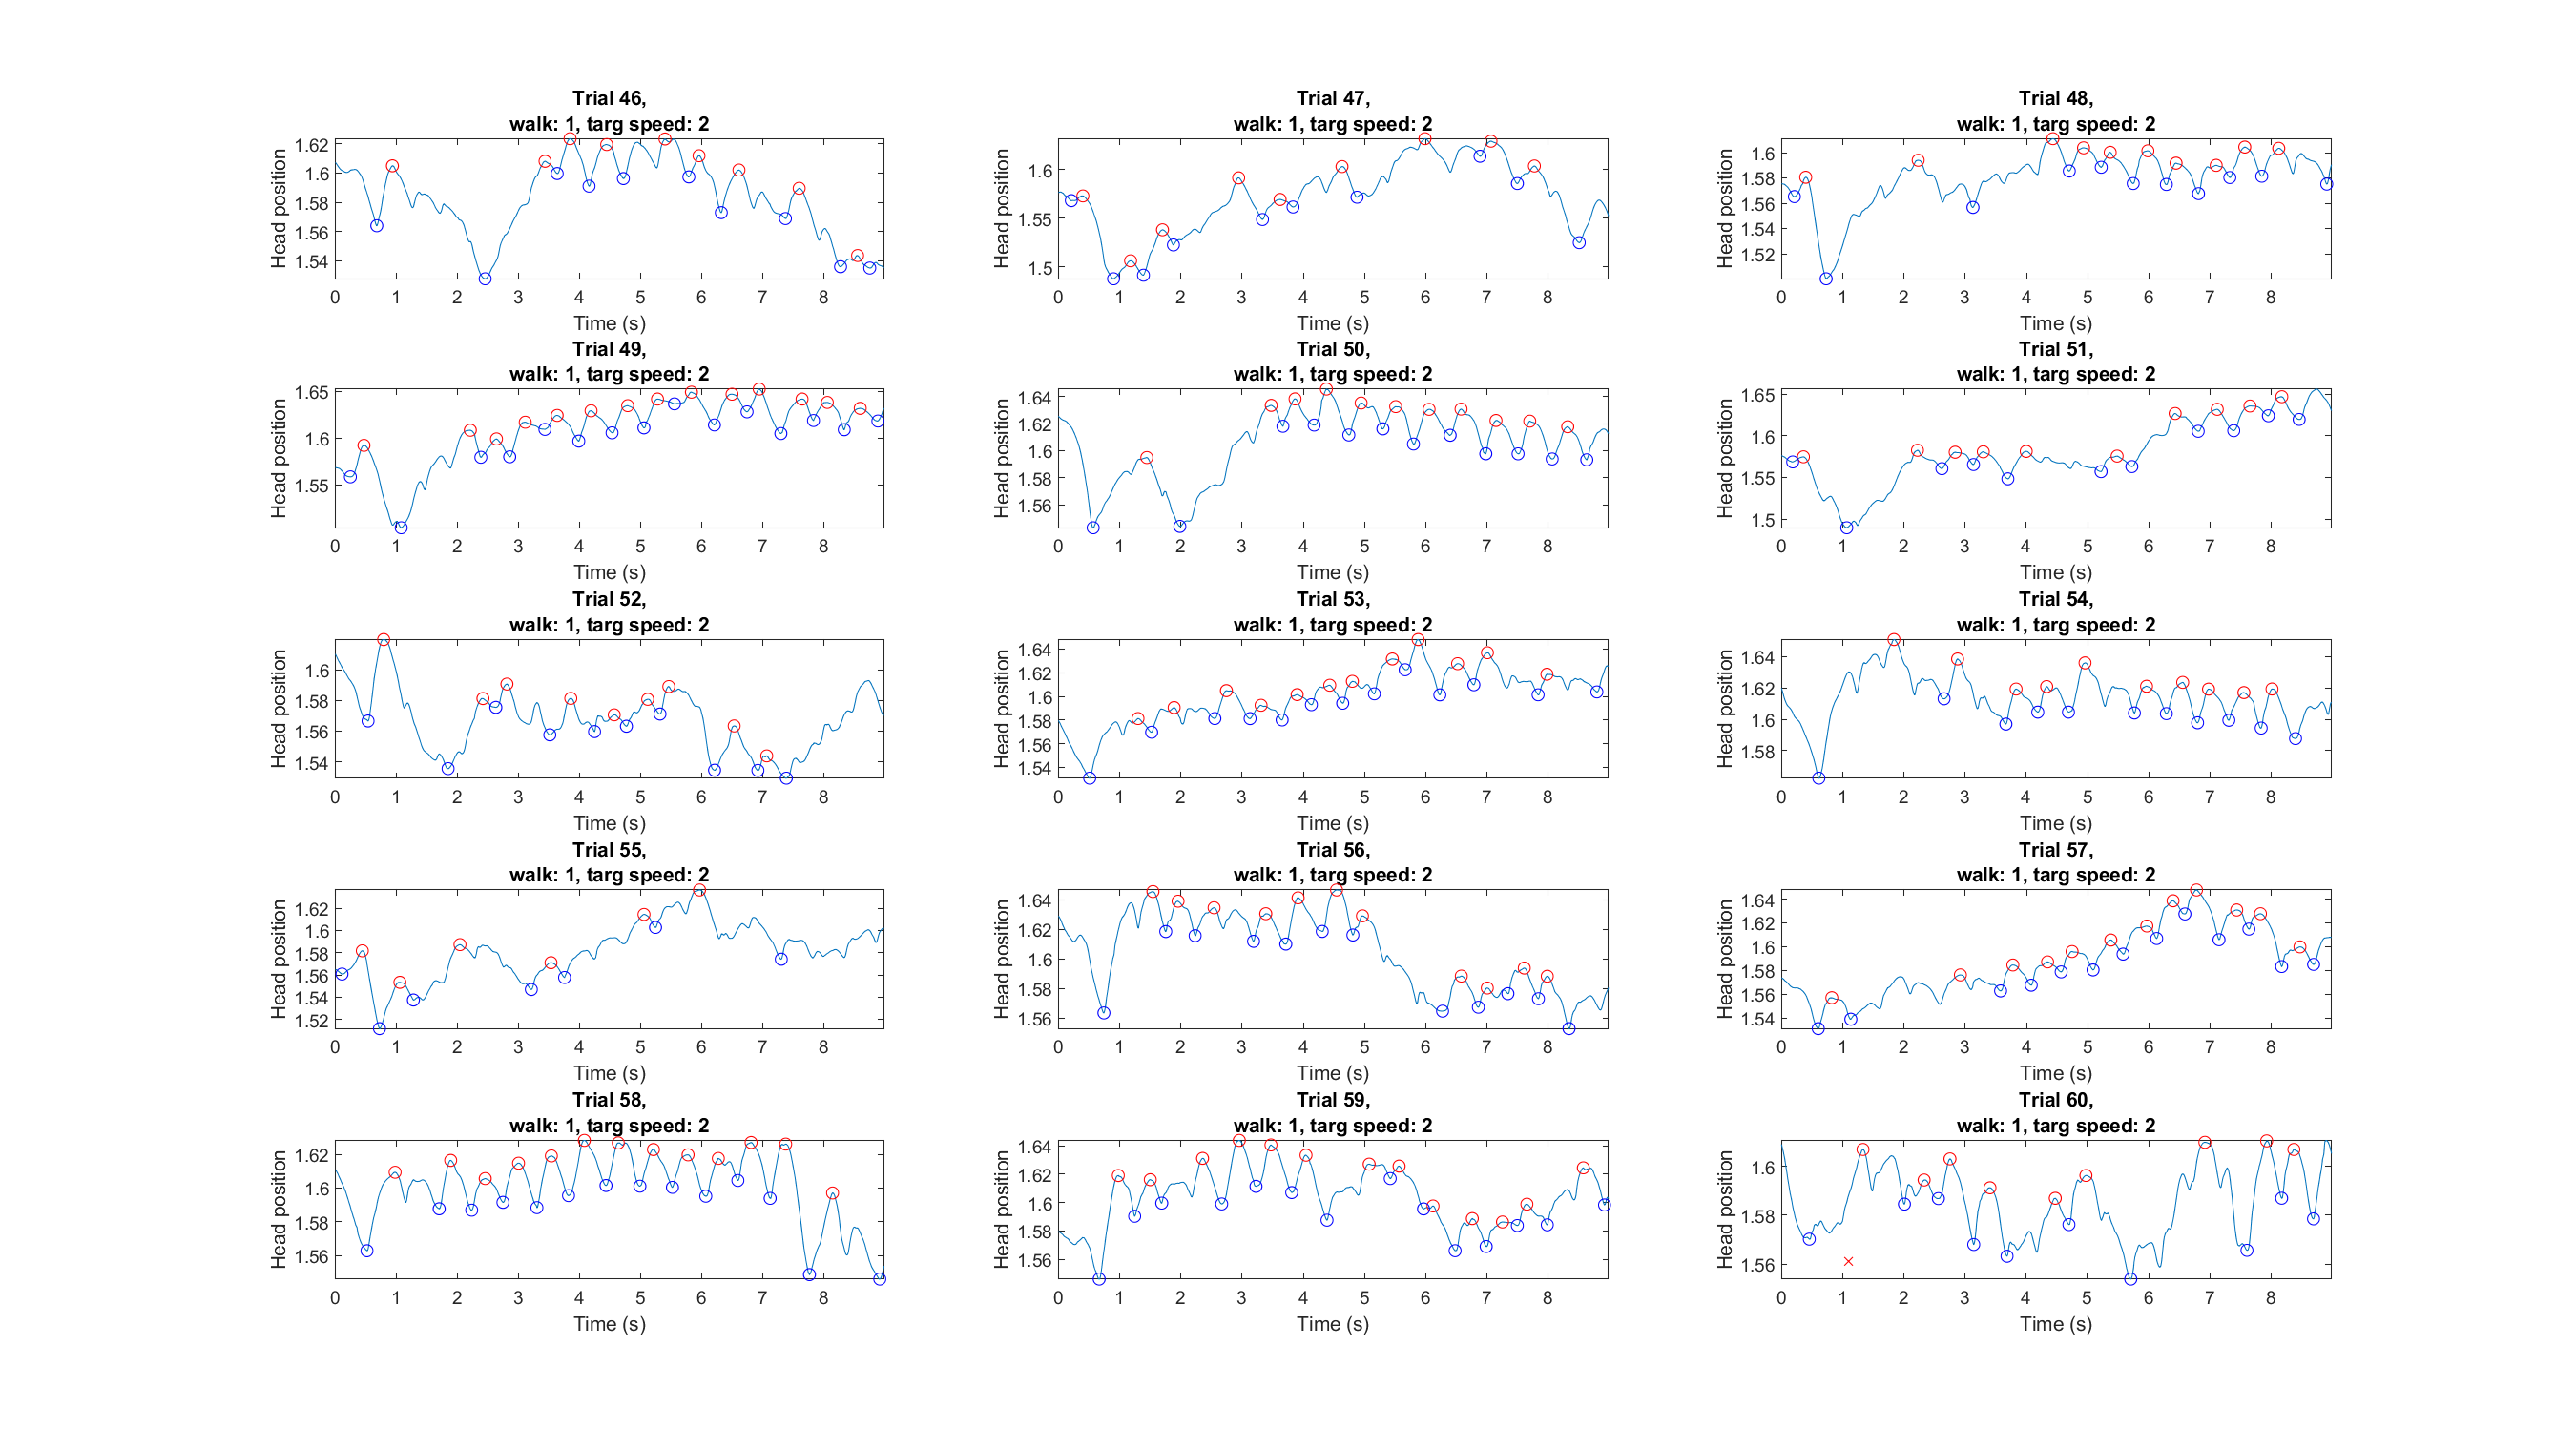 Trial 46,
walk: 1, targ speed: 2
1.62
1.6
1.58
1.56
1.54
Head position
0 1 2 3 4 5 6 7 8
Time (s)
Trial 47,
walk: 1, targ speed: 2
1.6
1.55
1.5
Head position
0 1 2 3 4 5 6 7 8
Time (s)
Trial 48,
walk: 1, targ speed: 2
1.6
1.58
1.56
1.54
1.52
Head position
0 1 2 3 4 5 6 7 8
Time (s)
Trial 49,
walk: 1, targ speed: 2
1.65
1.6
1.55
Head position
0 1 2 3 4 5 6 7 8
Time (s)
Trial 50,
walk: 1, targ speed: 2
1.64
1.62
1.6
1.58
1.56
Head position
0 1 2 3 4 5 6 7 8
Time (s)
Trial 51,
walk: 1, targ speed: 2
1.65
1.6
1.55
1.5
Head position
0 1 2 3 4 5 6 7 8
Time (s)
Trial 52,
walk: 1, targ speed: 2
1.6
1.58
1.56
1.54
Head position
0 1 2 3 4 5 6 7 8
Time (s)
Trial 53,
walk: 1, targ speed: 2
1.64
1.62
1.6
1.58
1.56
1.54
Head position
0 1 2 3 4 5 6 7 8
Time (s)
Trial 54,
walk: 1, targ speed: 2
1.64
1.62
1.6
1.58
Head position
0 1 2 3 4 5 6 7 8
Time (s)
Trial 55,
walk: 1, targ speed: 2
1.62
1.6
1.58
1.56
1.54
1.52
Head position
0 1 2 3 4 5 6 7 8
Time (s)
Trial 56,
walk: 1, targ speed: 2
1.64
1.62
1.6
1.58
1.56
Head position
0 1 2 3 4 5 6 7 8
Time (s)
Trial 57,
walk: 1, targ speed: 2
1.64
1.62
1.6
1.58
1.56
1.54
Head position
0 1 2 3 4 5 6 7 8
Time (s)
Trial 58,
walk: 1, targ speed: 2
1.62
1.6
1.58
1.56
Head position
0 1 2 3 4 5 6 7 8
Time (s)
Trial 59,
walk: 1, targ speed: 2
1.64
1.62
1.6
1.58
1.56
Head position
0 1 2 3 4 5 6 7 8
Time (s)
Trial 60,
walk: 1, targ speed: 2
1.6
1.58
1.56
Head position
0 1 2 3 4 5 6 7 8
Time (s)